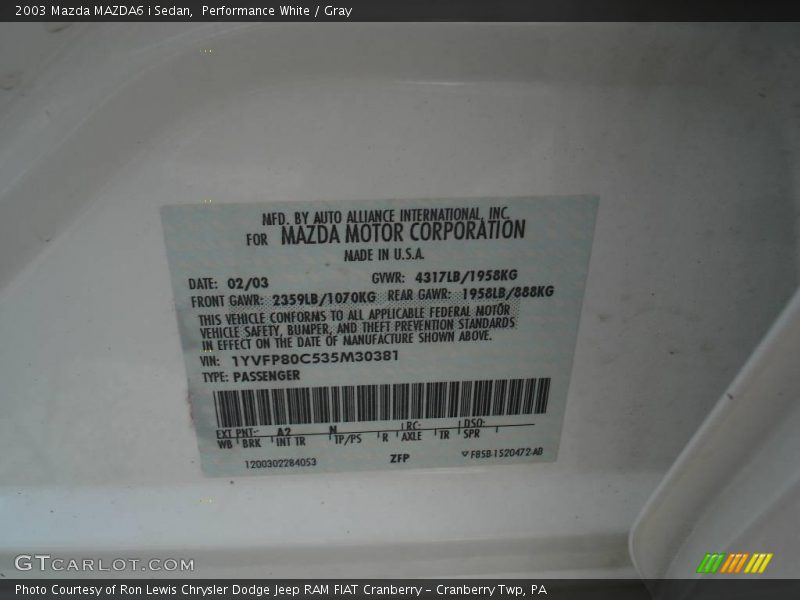 2003 Mazda MAZDA6 i Sedan, Performance White / Gray
MFD. BY AUTO ALLIANCE INTERNATIONAL, INC.
FOR MAZDA MOTOR CORPORATION
MADE IN U.S.A.
DATE: 02/03 GVWR: 4317LB/1958KG
FRONT GAWR: 2359LB/1070KG REAR GAWR: 1958LB/888KG
THIS VEHICLE CONFORMS TO ALL APPLICABLE FEDERAL MOTOR
VEHICLE SAFETY, BUMPER, AND THEFT PREVENTION STANDARDS
IN EFFECT ON THE DATE OF MANUFACTURE SHOWN ABOVE.
VIN: 1YVFP80C535M30381
TYPE: PASSENGER
EXT PNT: A2 N RC: DSO:
WB BRK INT TR TP/PS R AXLE TR SPR
1200302284053 ZFP F85B-1520472-AB
GTCARLOT.COM
Photo Courtesy of Ron Lewis Chrysler Dodge Jeep RAM FIAT Cranberry – Cranberry Twp, PA